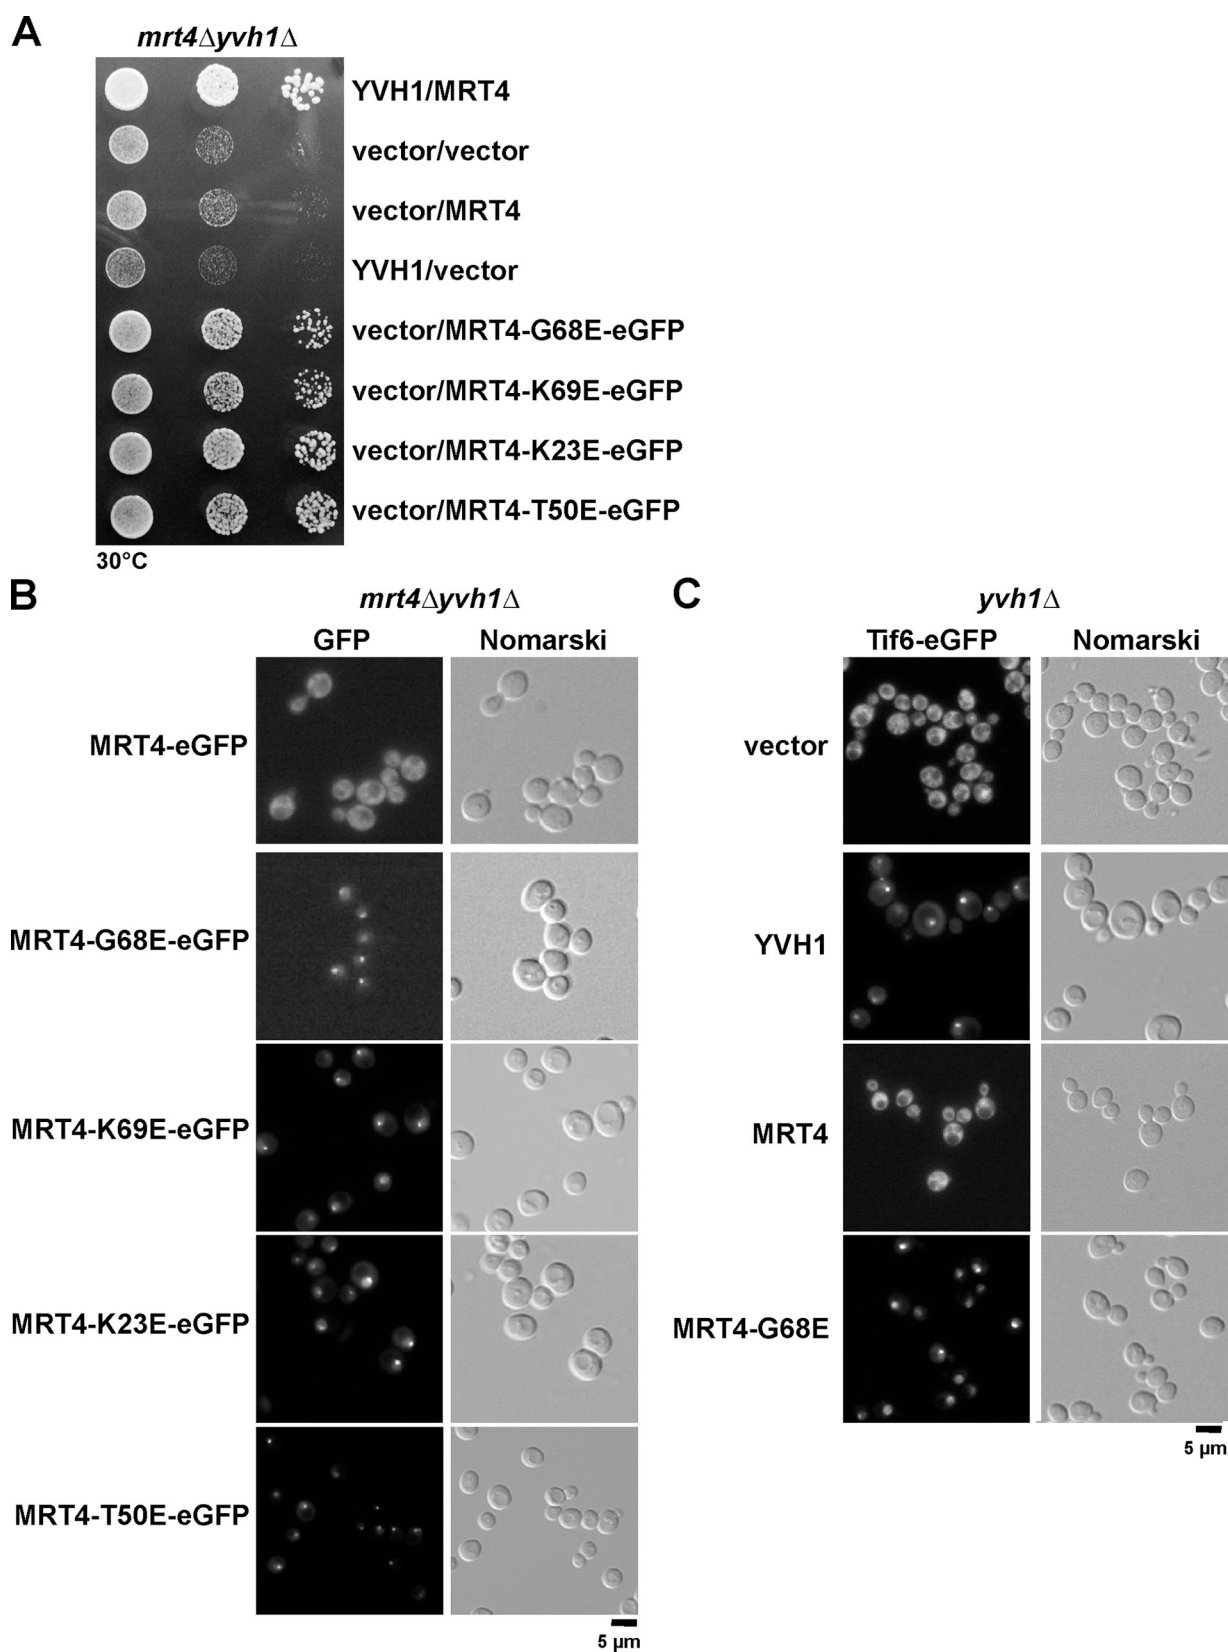 A
mrt4Δyvh1Δ
YVH1/MRT4
vector/vector
vector/MRT4
YVH1/vector
vector/MRT4-G68E-eGFP
vector/MRT4-K69E-eGFP
vector/MRT4-K23E-eGFP
vector/MRT4-T50E-eGFP
30°C
B
mrt4Δyvh1Δ
GFP Nomarski
MRT4-eGFP
MRT4-G68E-eGFP
MRT4-K69E-eGFP
MRT4-K23E-eGFP
MRT4-T50E-eGFP
5 µm
C
yvh1Δ
Tif6-eGFP Nomarski
vector
YVH1
MRT4
MRT4-G68E
5 µm